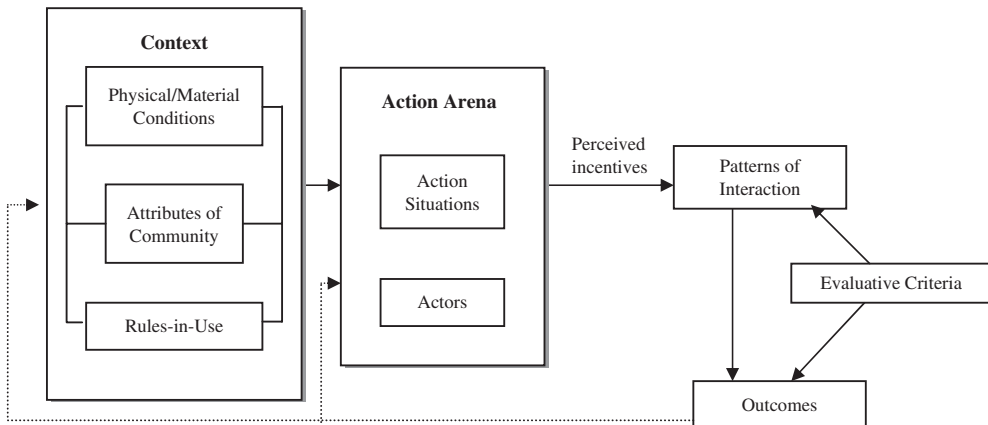 Context
Physical/Material
Conditions
Attributes of
Community
Rules-in-Use
Action Arena
Action
Situations
Actors
Perceived
incentives
Patterns of
Interaction
Evaluative Criteria
Outcomes